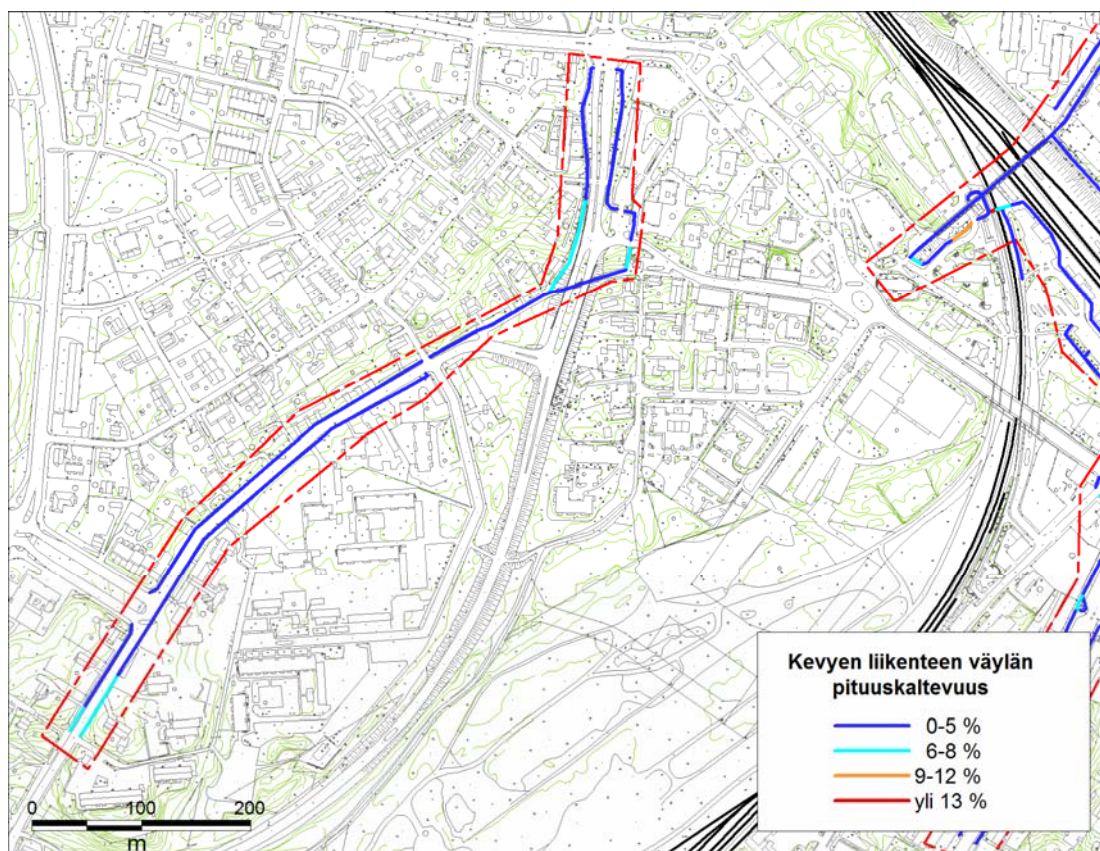 Kevyen liikenteen väylän
pituuskaltevuus
0-5 %
6-8 %
9-12 %
yli 13 %
0 100 200
m